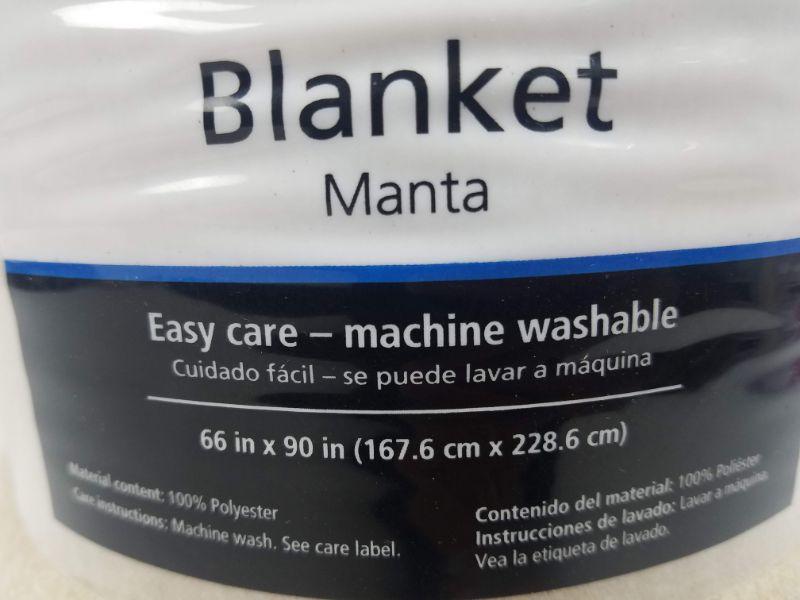 Blanket
Manta
Easy care – machine washable
Cuidado fácil – se puede lavar a máquina
66 in x 90 in (167.6 cm x 228.6 cm)
Material content: 100% Polyester
Care instructions: Machine wash. See care label.
Contenido del material: 100% Poliéster
Instrucciones de lavado: Lavar a máquina.
Vea la etiqueta de lavado.